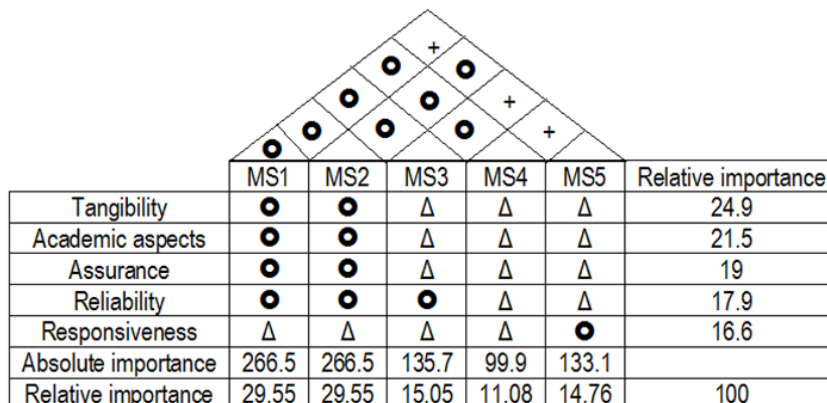 +
+
+
MS1 MS2 MS3 MS4 MS5 Relative importance
Tangibility Δ Δ Δ 24.9
Academic aspects Δ Δ Δ 21.5
Assurance Δ Δ Δ 19
Reliability Δ Δ 17.9
Responsiveness Δ Δ Δ Δ 16.6
Absolute importance 266.5 266.5 135.7 99.9 133.1
Relative importance 29.55 29.55 15.05 11.08 14.76 100